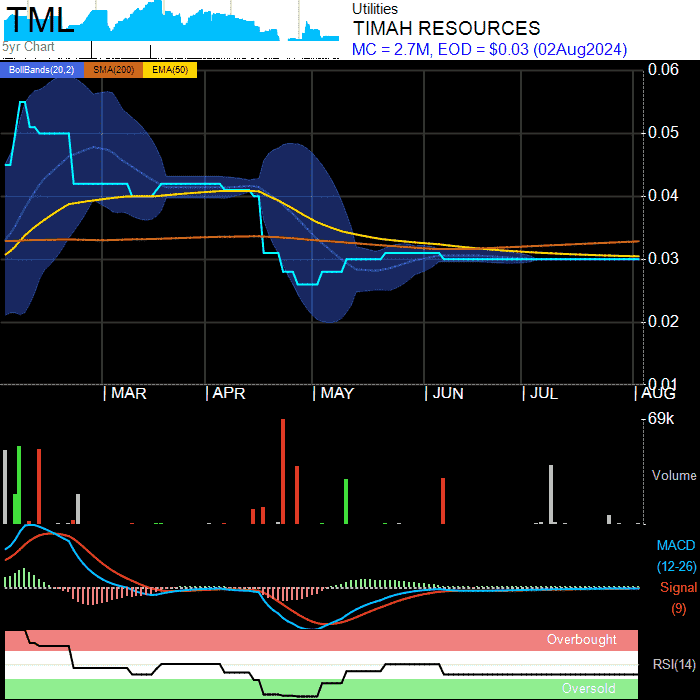 TML
5yr Chart
Utilities
TIMAH RESOURCES
MC = 2.7M, EOD = $0.03 (02Aug2024)
BollBands(20,2) SMA(200) EMA(50)
0.06
0.05
0.04
0.03
0.02
0.01
MAR APR MAY JUN JUL AUG
69k
Volume
MACD
(12-26)
Signal
(9)
Overbought
RSI(14)
Oversold